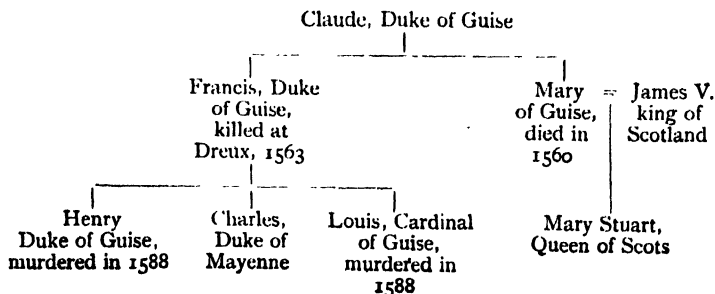 Claude, Duke of Guise
Francis, Duke
of Guise,
killed at
Dreux, 1563
Mary
of Guise,
died in
1560
=
James V.
king of
Scotland
Henry
Duke of Guise,
murdered in 1588
Charles,
Duke of
Mayenne
Louis, Cardinal
of Guise,
murdered in
1588
Mary Stuart,
Queen of Scots